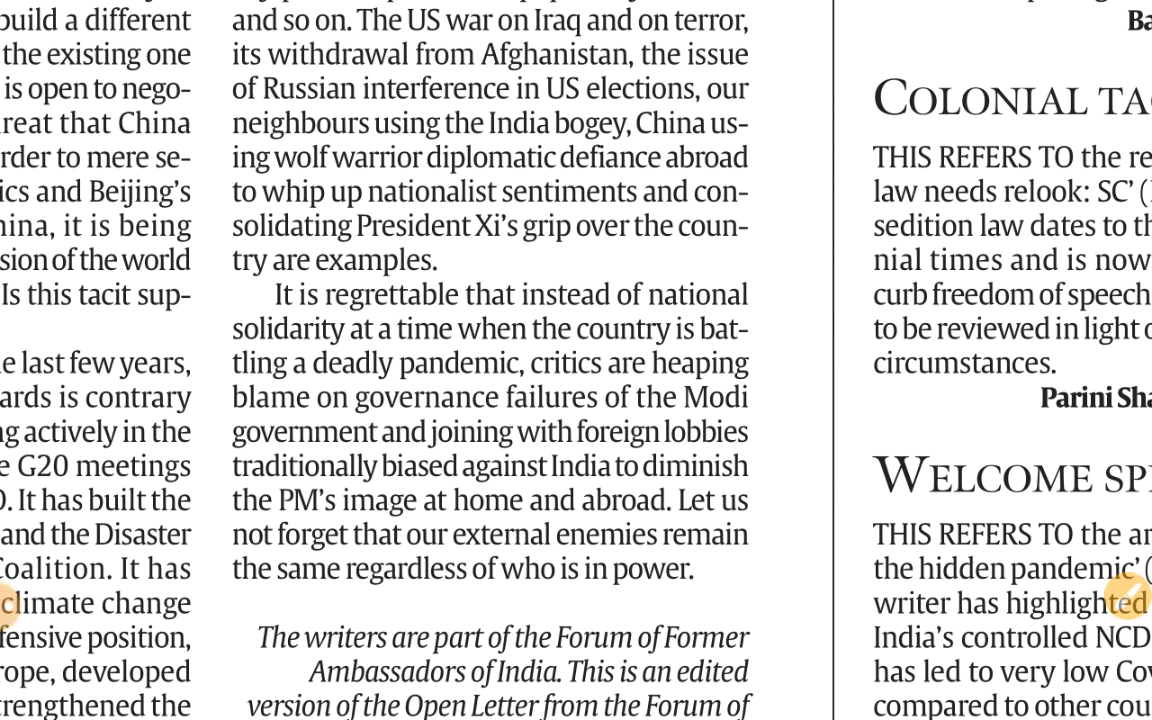 build a different
the existing one
is open to nego-
reat that China
rder to mere se-
ics and Beijing's
ina, it is being
sion of the world
Is this tacit sup-
e last few years,
ards is contrary
ng actively in the
e G20 meetings
O. It has built the
and the Disaster
Coalition. It has
climate change
fensive position,
rope, developed
trengthened the
and so on. The US war on Iraq and on terror,
its withdrawal from Afghanistan, the issue
of Russian interference in US elections, our
neighbours using the India bogey, China us-
ing wolf warrior diplomatic defiance abroad
to whip up nationalist sentiments and con-
solidating President Xi's grip over the coun-
try are examples.
It is regrettable that instead of national
solidarity at a time when the country is bat-
tling a deadly pandemic, critics are heaping
blame on governance failures of the Modi
government and joining with foreign lobbies
traditionally biased against India to diminish
the PM's image at home and abroad. Let us
not forget that our external enemies remain
the same regardless of who is in power.
The writers are part of the Forum of Former
Ambassadors of India. This is an edited
version of the Open Letter from the Forum of
Ba
COLONIAL TA
THIS REFERS TO the re
law needs relook: SC' (
sedition law dates to th
nial times and is now
curb freedom of speech
to be reviewed in light o
circumstances.
Parini Sha
WELCOME SP
THIS REFERS TO the ar
the hidden pandemic' (
writer has highlighted
India's controlled NCD
has led to very low Cov
compared to other cou